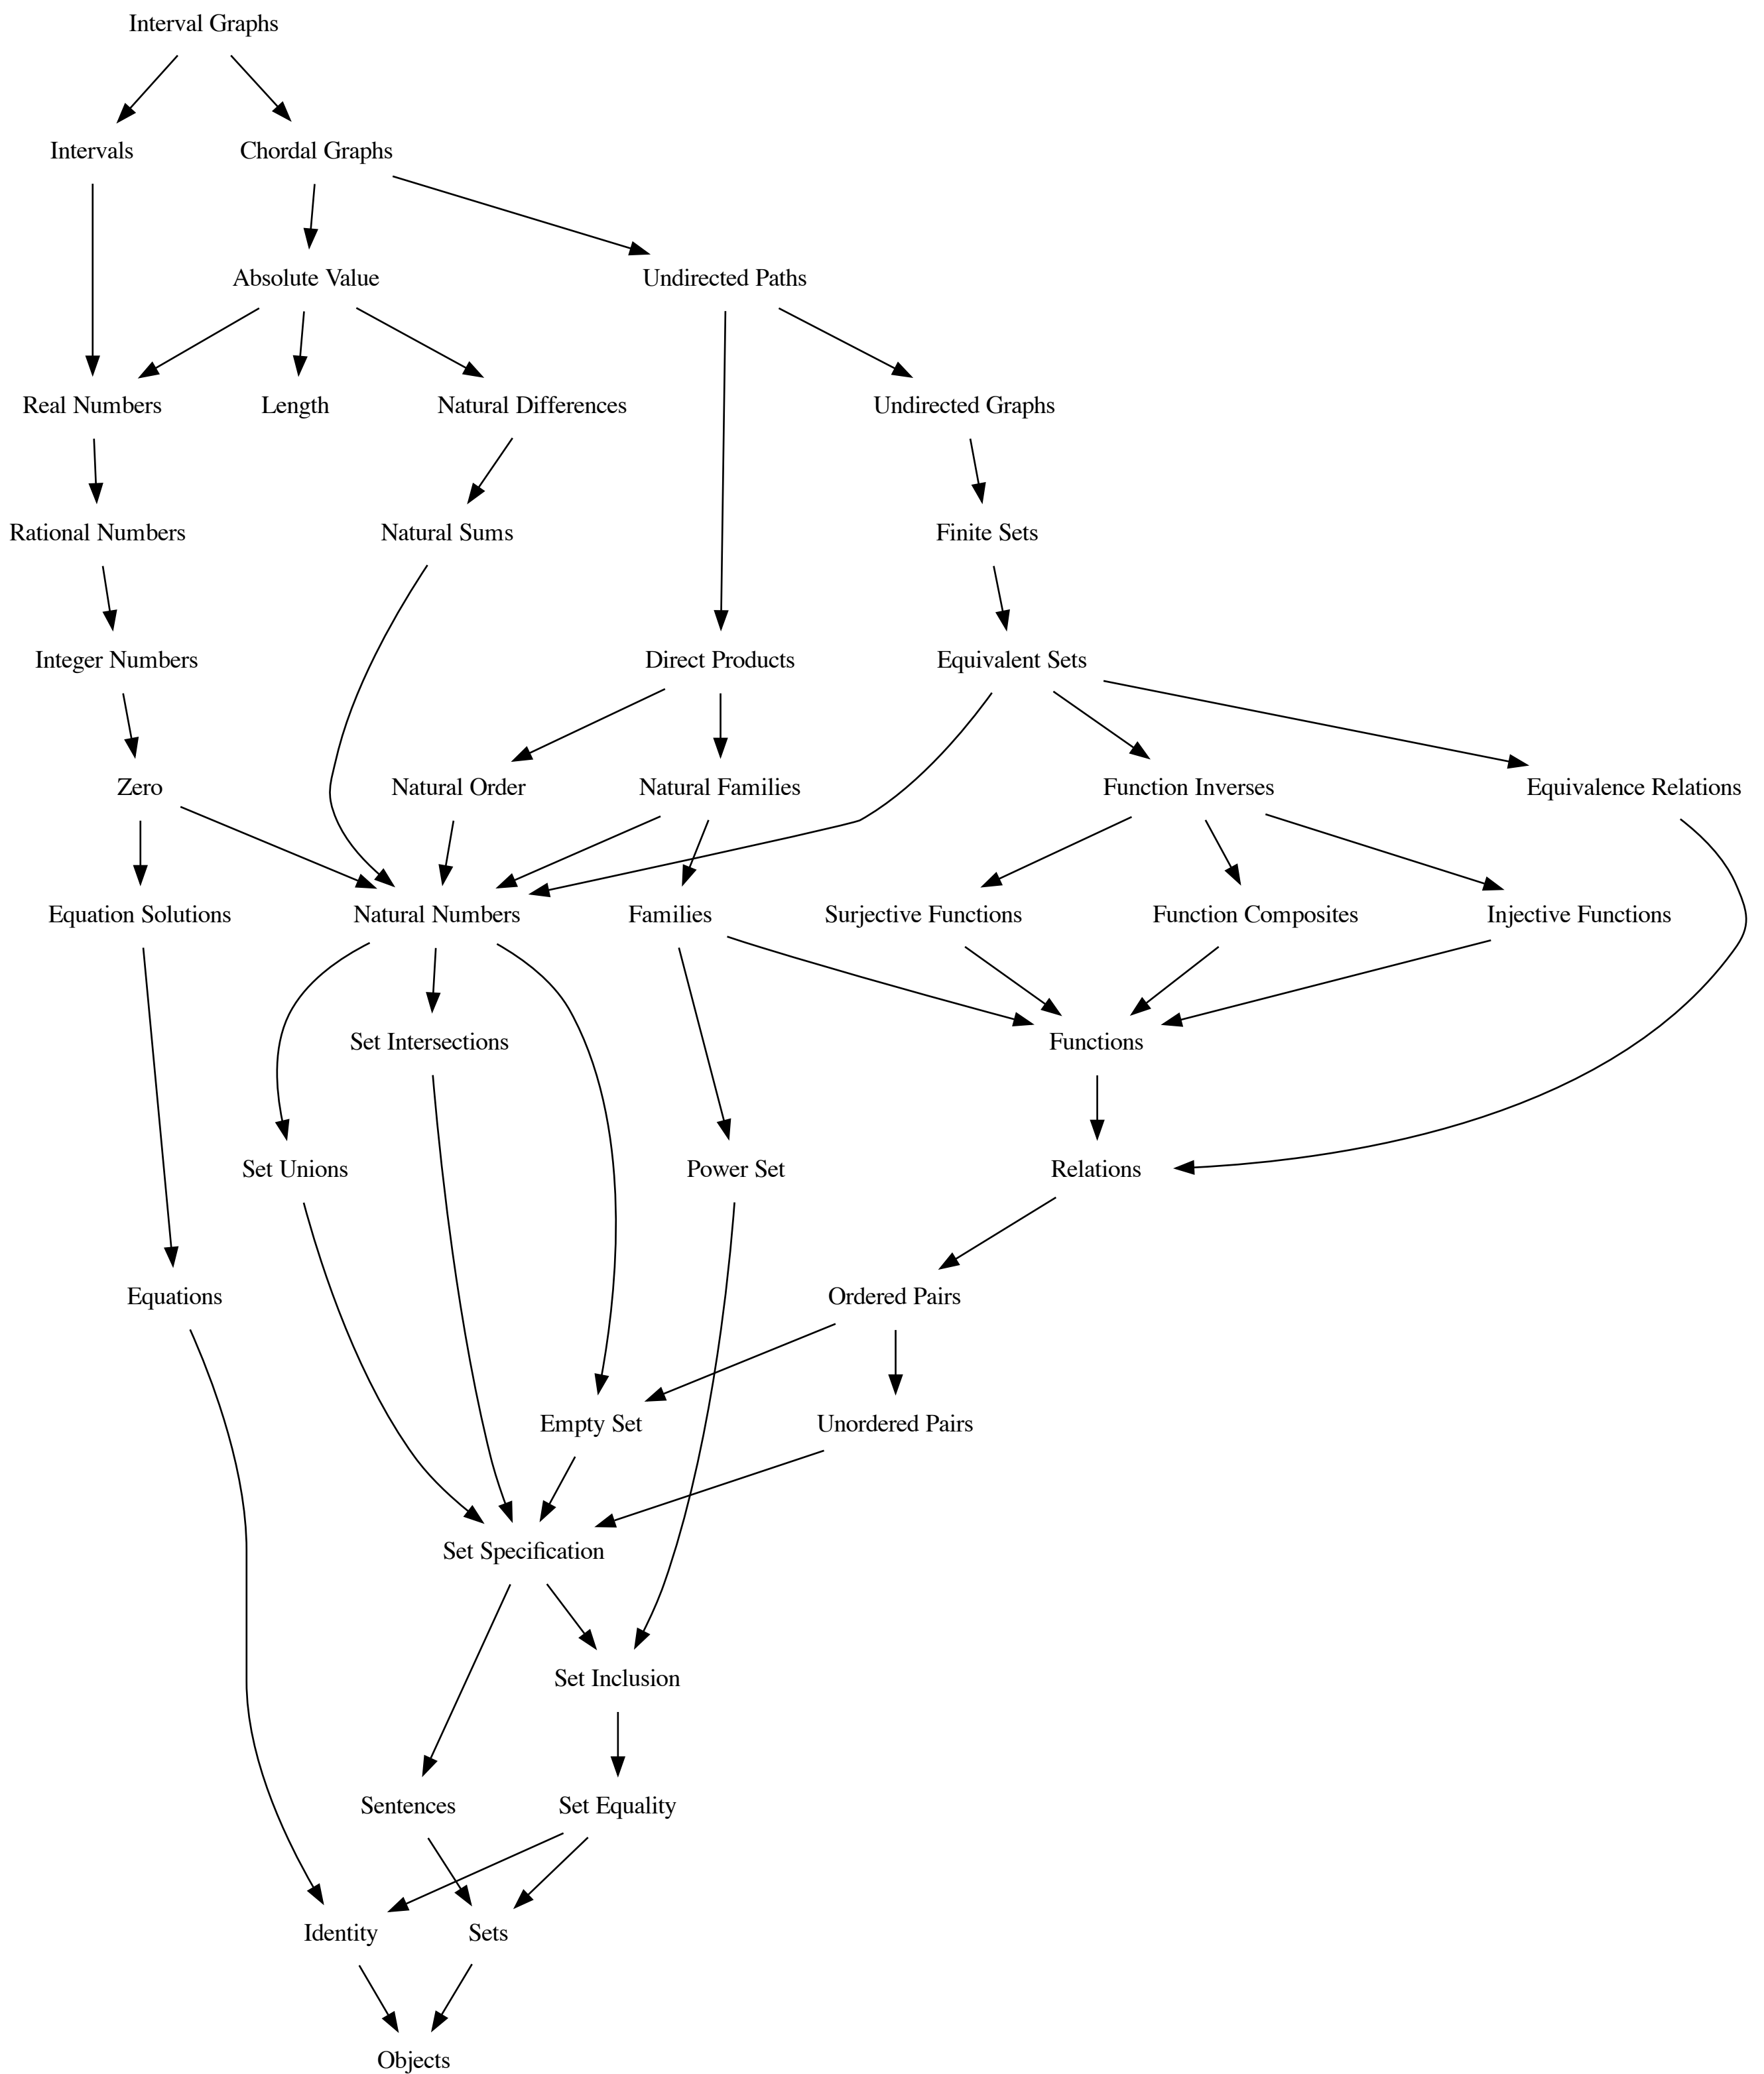 Interval Graphs
Intervals
Chordal Graphs
Absolute Value
Undirected Paths
Real Numbers
Length
Natural Differences
Undirected Graphs
Rational Numbers
Natural Sums
Finite Sets
Integer Numbers
Direct Products
Equivalent Sets
Zero
Natural Order
Natural Families
Function Inverses
Equivalence Relations
Equation Solutions
Natural Numbers
Families
Surjective Functions
Function Composites
Injective Functions
Set Intersections
Functions
Set Unions
Power Set
Relations
Equations
Ordered Pairs
Empty Set
Unordered Pairs
Set Specification
Set Inclusion
Sentences
Set Equality
Identity
Sets
Objects